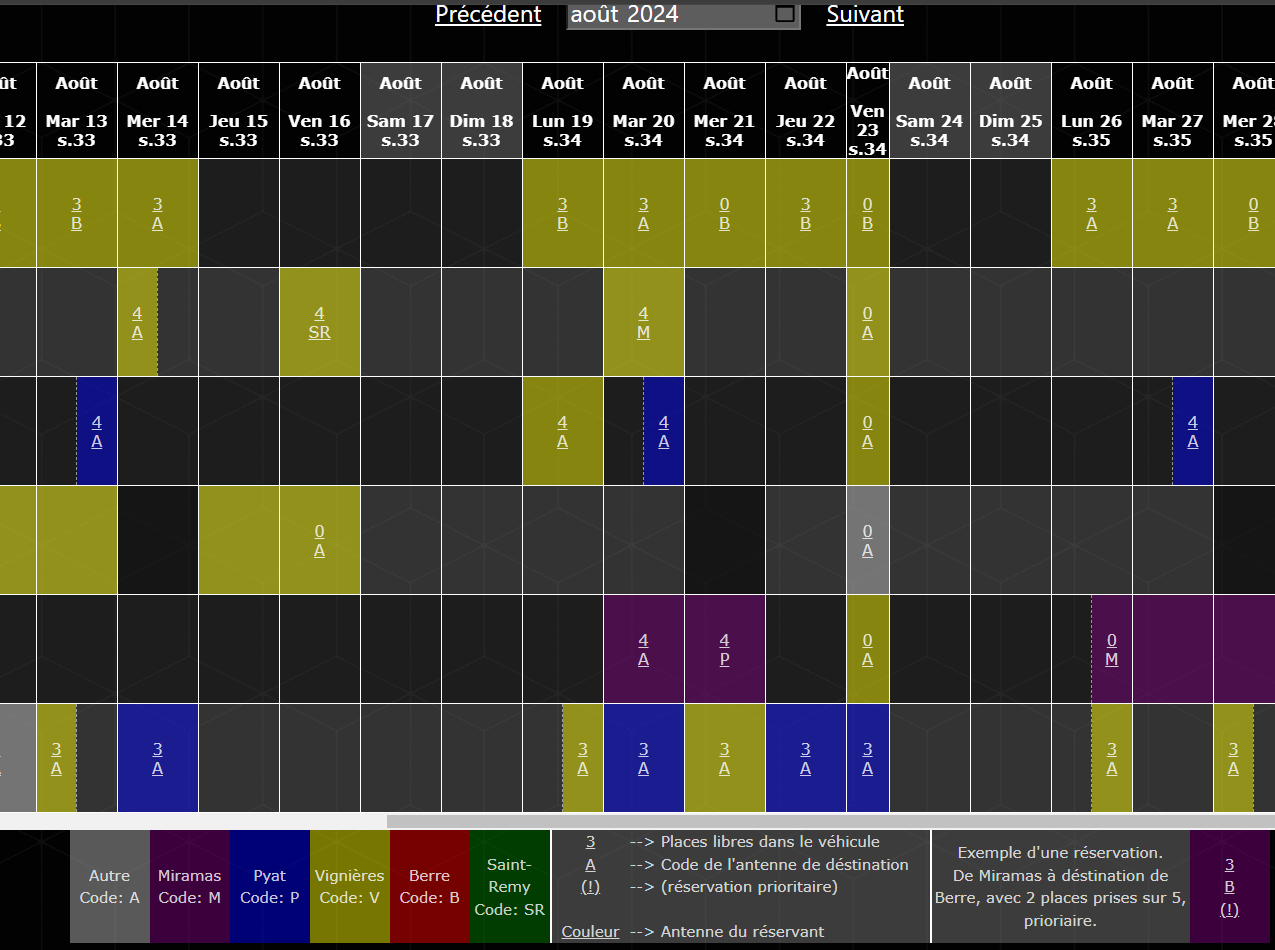 Précédent août 2024 Suivant
ût Août Août Août Août Août Août Août Août Août Août Août Août Août Août Août Août
12 Mar 13 Mer 14 Jeu 15 Ven 16 Sam 17 Dim 18 Lun 19 Mar 20 Mer 21 Jeu 22 Ven 23 Sam 24 Dim 25 Lun 26 Mar 27 Mer 28
33 s.33 s.33 s.33 s.33 s.33 s.33 s.34 s.34 s.34 s.34 s.34 s.34 s.34 s.35 s.35 s.35
3 3 3 3 0 3 0 3 3 0
B A B A B B B A A B
4 4 4 0
A SR M A
4 4 4 0 4
A A A A A
0 0
A A
4 4 0 0
A P A M
3 3 3 3 3 3 3 3 3
A A A A A A A A A
Autre
Code: A
Miramas
Code: M
Pyat
Code: P
Vignières
Code: V
Berre
Code: B
Saint-
Remy
Code: SR
3 --> Places libres dans le véhicule
A --> Code de l'antenne de déstination
(!) --> (réservation prioritaire)
Couleur --> Antenne du réservant
Exemple d'une réservation.
De Miramas à déstination de
Berre, avec 2 places prises sur 5,
prioriaire.
3
B
(!)